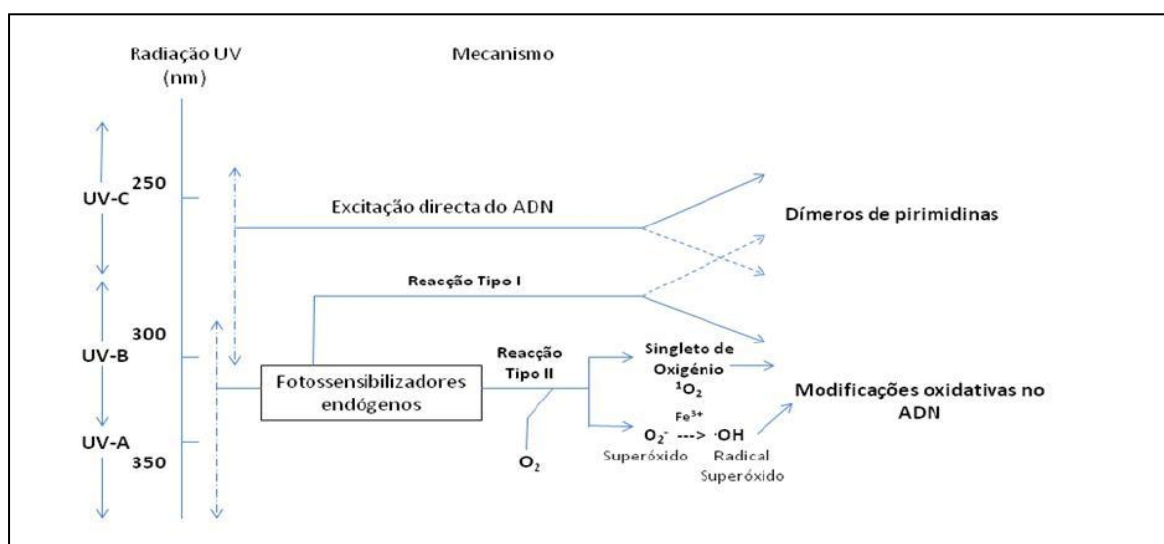 Radiação UV
(nm)
Mecanismo
250
UV-C
Excitação directa do ADN
Dímeros de pirimidinas
Reacção Tipo I
300
UV-B
Reacção
Tipo II
Singleto de
Oxigénio
¹O₂
Fotossensibilizadores
endógenos
Modificações oxidativas no
ADN
Fe³⁺
O₂⁻ ---> ·OH
Superóxido Radical
Superóxido
UV-A
350
O₂